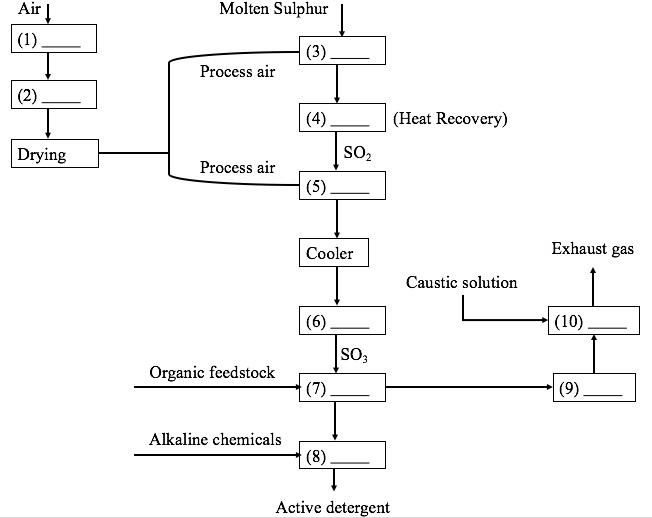 Air
Molten Sulphur
(1) _____
(3) _____
Process air
(2) _____
(4) _____
(Heat Recovery)
Drying
SO₂
Process air
(5) _____
Cooler
Exhaust gas
Caustic solution
(6) _____
(10) _____
SO₃
Organic feedstock
(7) _____
(9) _____
Alkaline chemicals
(8) _____
Active detergent